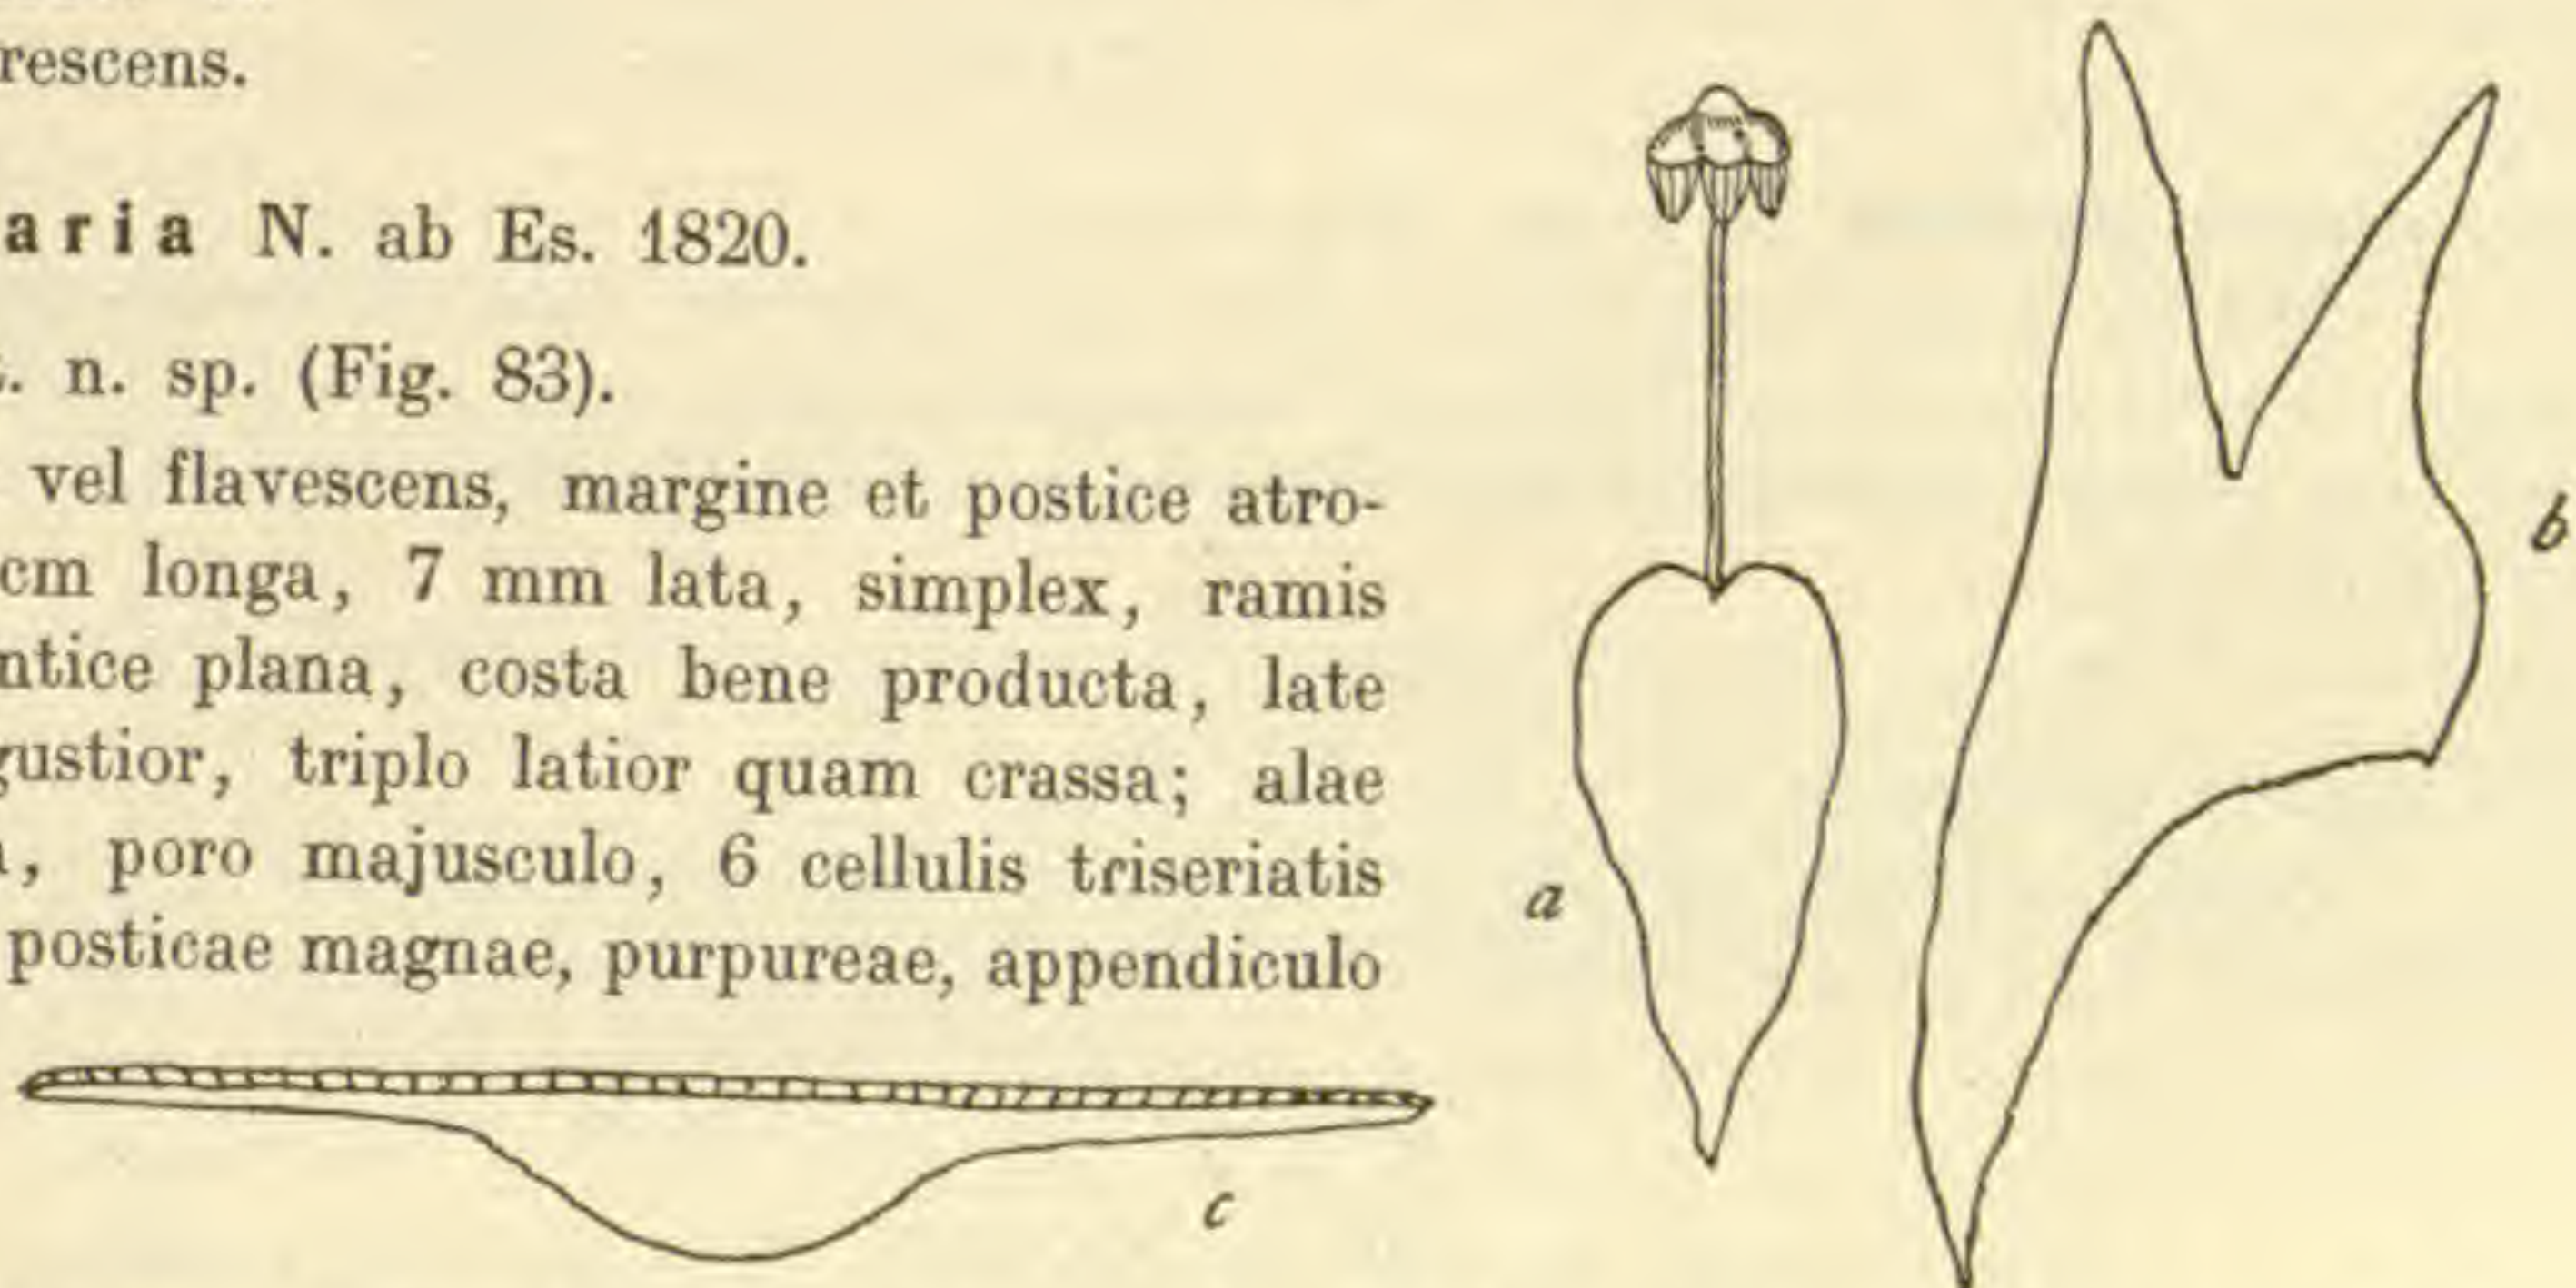 rescens.
aria N. ab Es. 1820.
. n. sp. (Fig. 83).
vel flavescens, margine et postice atro-
cm longa, 7 mm lata, simplex, ramis
ntice plana, costa bene producta, late
gustior, triplo latior quam crassa; alae
, poro majusculo, 6 cellulis triseriatis
posticae magnae, purpureae, appendiculo
a
b
c